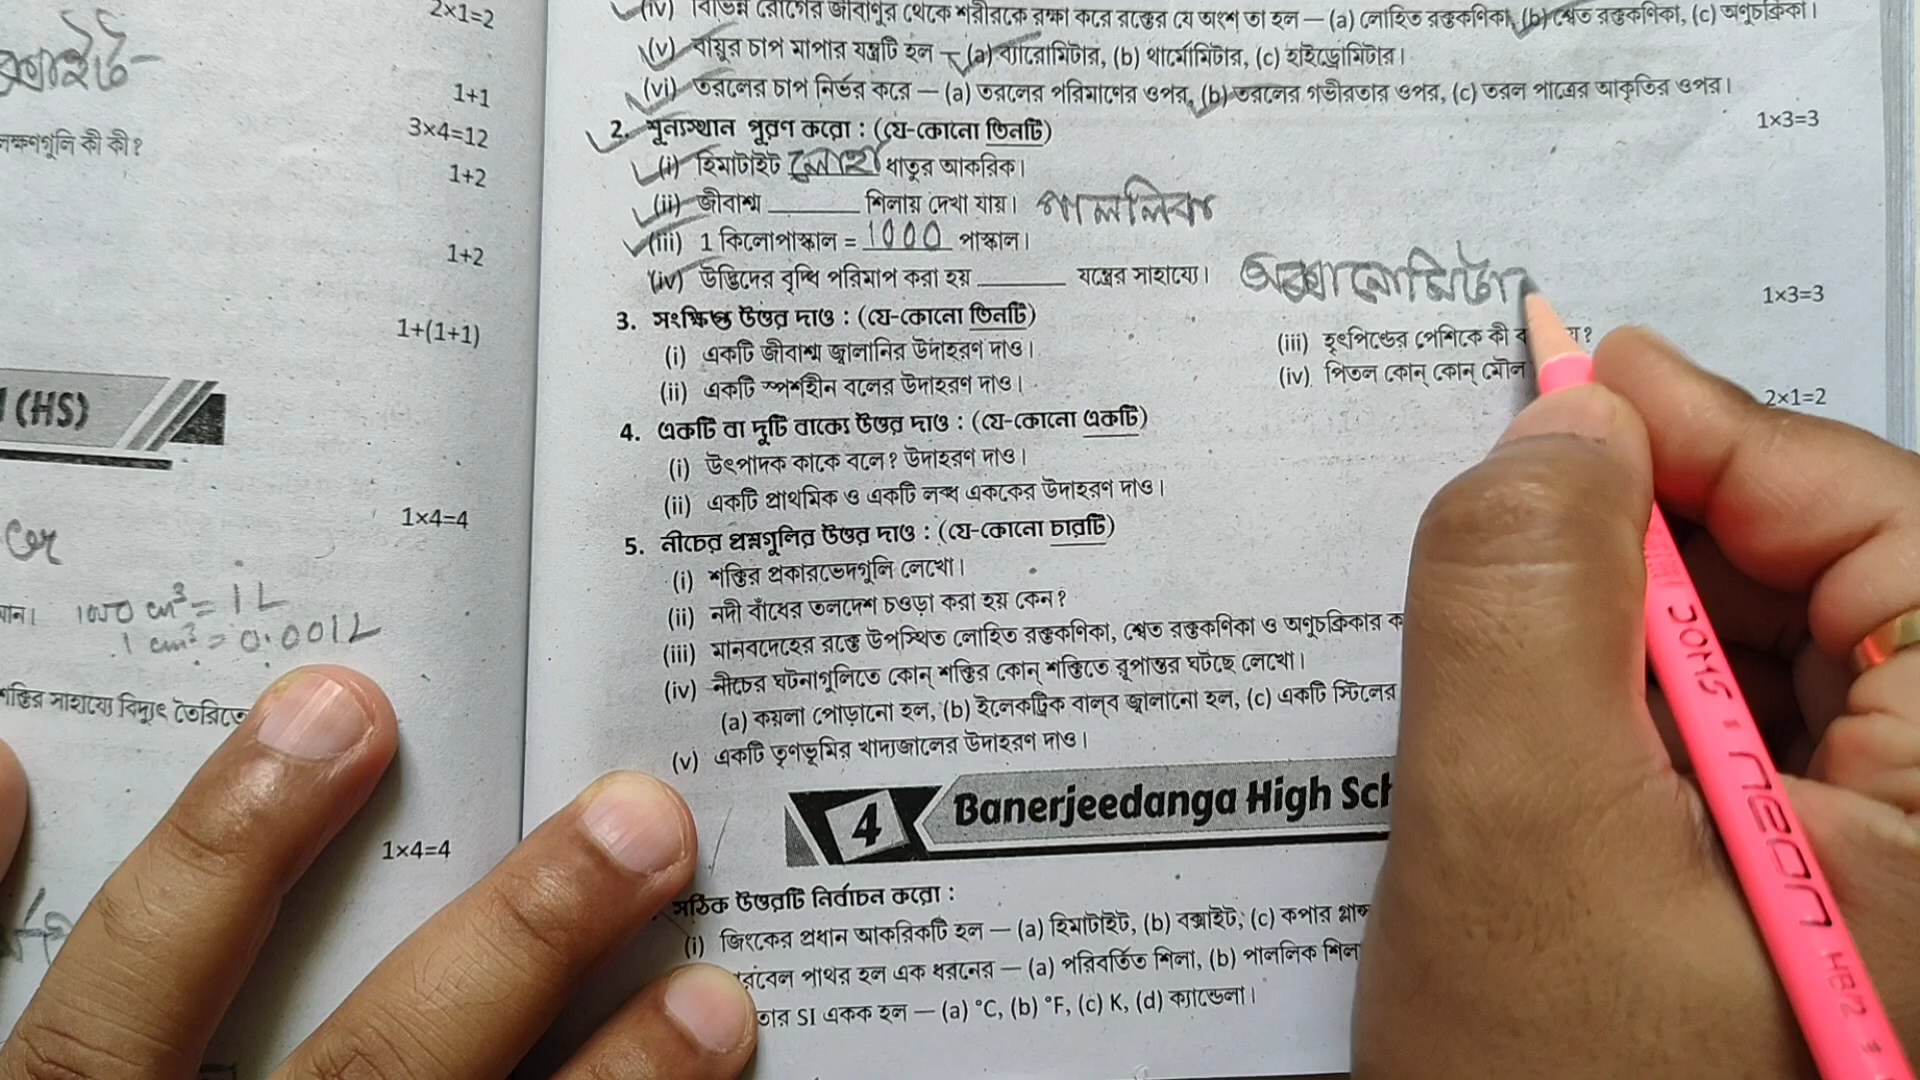 2×1=2
1+1
লক্ষণগুলি কী কী?
3×4=12
1+2
1+2
1+(1+1)
(HS)
1×4=4
1000 cm³ = 1L
1 cm³ = 0.001L
শক্তির সাহায্যে বিদ্যুৎ তৈরিতে
1×4=4
(iv) বিভিন্ন রোগের জীবাণুর থেকে শরীরকে রক্ষা করে রক্তের যে অংশ তা হল — (a) লোহিত রক্তকণিকা, (b) শ্বেত রক্তকণিকা, (c) অণুচক্রিকা।
(v) বায়ুর চাপ মাপার যন্ত্রটি হল — (a) ব্যারোমিটার, (b) থার্মোমিটার, (c) হাইড্রোমিটার।
(vi) তরলের চাপ নির্ভর করে — (a) তরলের পরিমাণের ওপর, (b) তরলের গভীরতার ওপর, (c) তরল পাত্রের আকৃতির ওপর।
2. শূন্যস্থান পূরণ করো : (যে-কোনো তিনটি) 1×3=3
(i) হিমাটাইট লোহা ধাতুর আকরিক।
(ii) জীবাশ্ম ______ শিলায় দেখা যায়। পাললিক
(iii) 1 কিলোপাস্কাল = 1000 পাস্কাল।
(iv) উদ্ভিদের বৃদ্ধি পরিমাপ করা হয় ______ যন্ত্রের সাহায্যে। অক্সানোমিটার
3. সংক্ষিপ্ত উত্তর দাও : (যে-কোনো তিনটি) 1×3=3
(i) একটি জীবাশ্ম জ্বালানির উদাহরণ দাও। (iii) হৃৎপিণ্ডের পেশিকে কী
(ii) একটি স্পর্শহীন বলের উদাহরণ দাও। (iv) পিতল কোন্ কোন্ মৌল
4. একটি বা দুটি বাক্যে উত্তর দাও : (যে-কোনো একটি) 2×1=2
(i) উৎপাদক কাকে বলে? উদাহরণ দাও।
(ii) একটি প্রাথমিক ও একটি লব্ধ এককের উদাহরণ দাও।
5. নীচের প্রশ্নগুলির উত্তর দাও : (যে-কোনো চারটি)
(i) শক্তির প্রকারভেদগুলি লেখো।
(ii) নদী বাঁধের তলদেশ চওড়া করা হয় কেন?
(iii) মানবদেহের রক্তে উপস্থিত লোহিত রক্তকণিকা, শ্বেত রক্তকণিকা ও অণুচক্রিকার
(iv) নীচের ঘটনাগুলিতে কোন্ শক্তির কোন্ শক্তিতে রূপান্তর ঘটছে লেখো।
(a) কয়লা পোড়ানো হল, (b) ইলেকট্রিক বাল্ব জ্বালানো হল, (c) একটি স্টিলের
(v) একটি তৃণভূমির খাদ্যজালের উদাহরণ দাও।
4 Banerjeedanga High Sch
সঠিক উত্তরটি নির্বাচন করো :
(i) জিংকের প্রধান আকরিকটি হল — (a) হিমাটাইট, (b) বক্সাইট, (c) কপার
পাথর হল এক ধরনের — (a) পরিবর্তিত শিলা, (b) পাললিক শিলা
SI একক হল — (a) °C, (b) °F, (c) K, (d) ক্যান্ডেলা।
DOMS neon HB/2